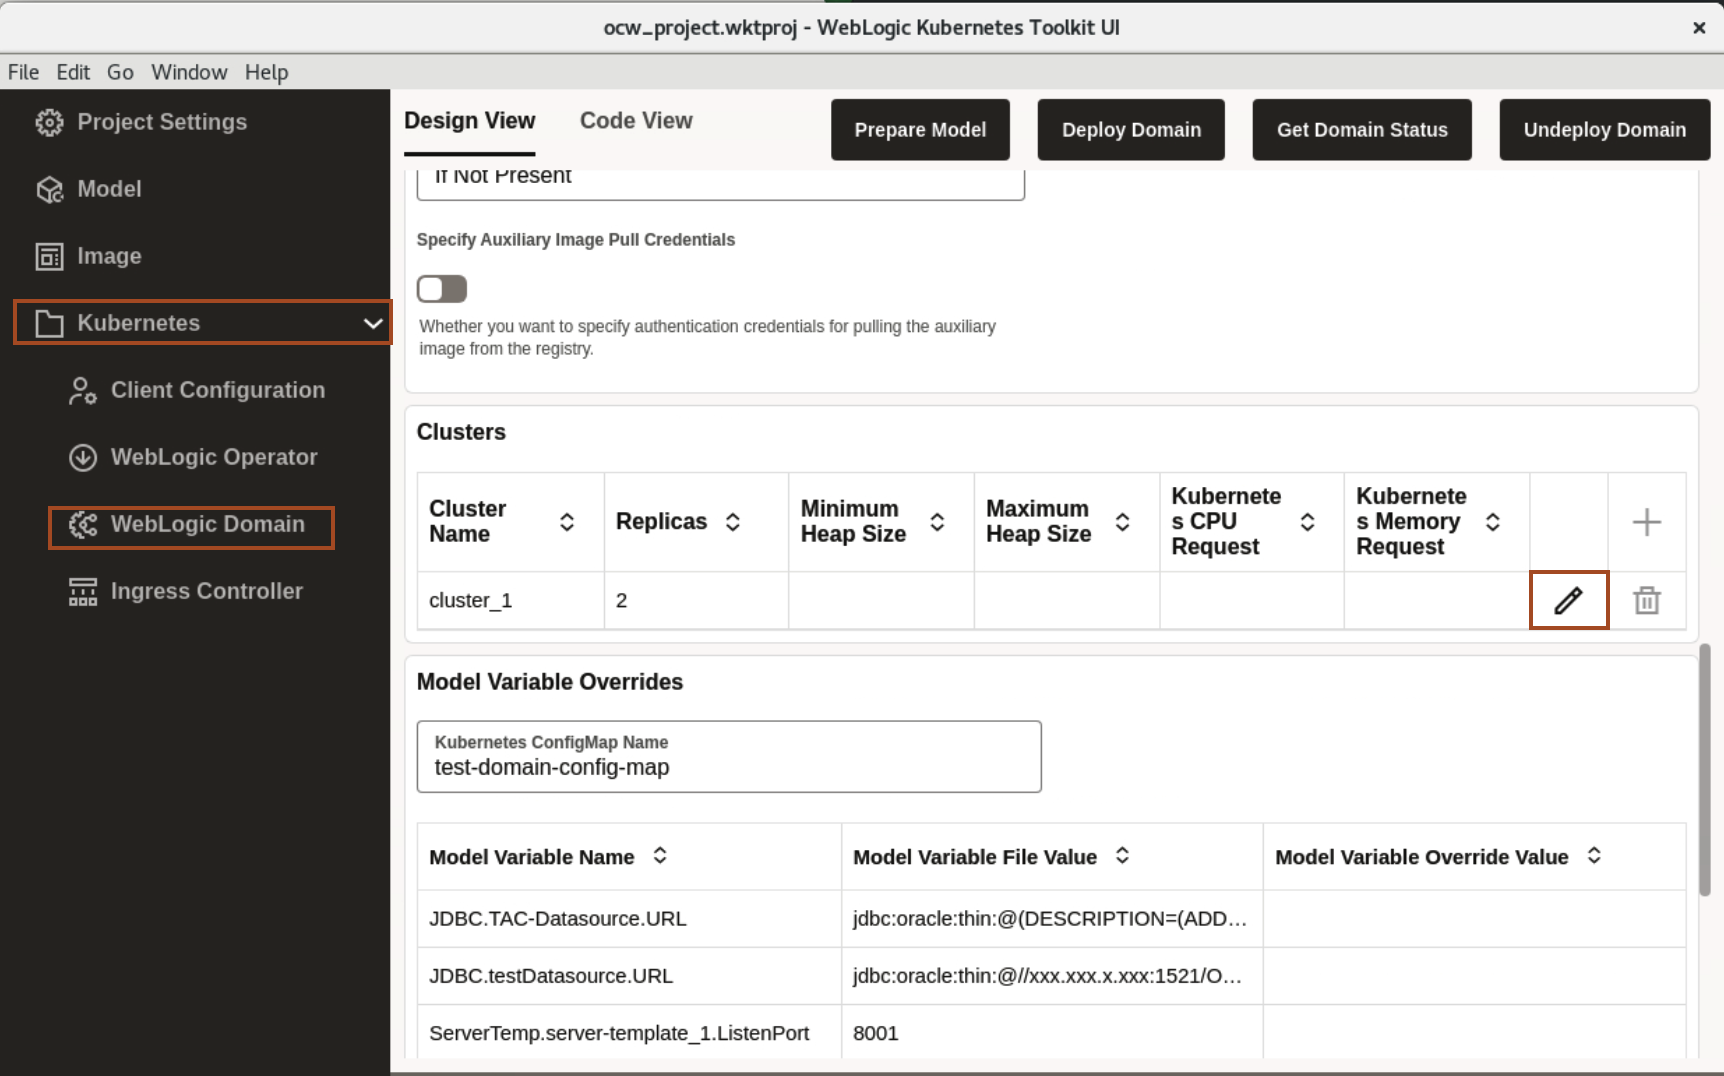 ocw_project.wktproj - WebLogic Kubernetes Toolkit UI
File Edit Go Window Help
Project Settings
Model
Image
Kubernetes
Client Configuration
WebLogic Operator
WebLogic Domain
Ingress Controller
Design View Code View
Prepare Model Deploy Domain Get Domain Status Undeploy Domain
If Not Present
Specify Auxiliary Image Pull Credentials
Whether you want to specify authentication credentials for pulling the auxiliary
image from the registry.
Clusters
Cluster
Name
Replicas
Minimum
Heap Size
Maximum
Heap Size
Kubernete
s CPU
Request
Kubernete
s Memory
Request
cluster_1 2
Model Variable Overrides
Kubernetes ConfigMap Name
test-domain-config-map
Model Variable Name Model Variable File Value Model Variable Override Value
JDBC.TAC-Datasource.URL jdbc:oracle:thin:@(DESCRIPTION=(ADD...
JDBC.testDatasource.URL jdbc:oracle:thin:@//xxx.xxx.x.xxx:1521/O...
ServerTemp.server-template_1.ListenPort 8001